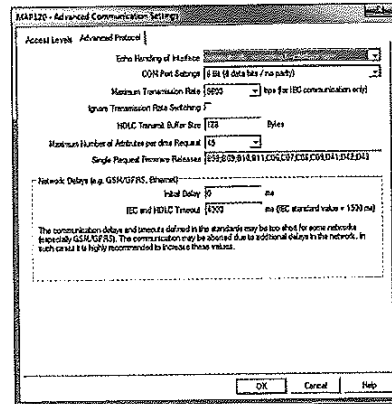 MAP120 - Advanced Communication Settings
Access Levels Advanced Protocol
Echo Handling of Interface
COM Port Settings 8 Bit (8 data bits / no parity)
Maximum Transmission Rate 9600 bps (for IEC communication only)
Ignore Transmission Rate Switching
HDLC Transmit Buffer Size 128 Bytes
Maximum Number of Attributes per dlms Request 45
Single Request Firmware Releases
Network Delays (e.g. GSM/GPRS, Ethernet)
Initial Delay 0 ms
IEC and HDLC Timeout ms (IEC standard value = 1500 ms)
The communication delays and timeouts defined in the standards may be too short for some networks
(especially GSM/GPRS). The communication may be aborted due to additional delays in the network. In
such cases it is highly recommended to increase these values.
OK Cancel Help